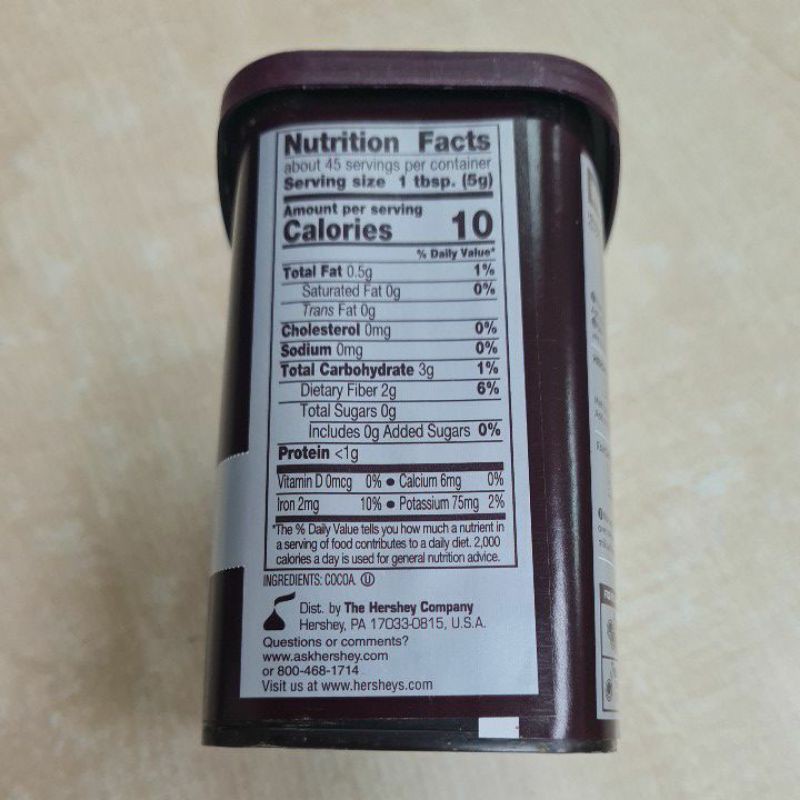 Nutrition Facts
about 45 servings per container
Serving size 1 tbsp. (5g)
Amount per serving
Calories 10
% Daily Value*
Total Fat 0.5g 1%
Saturated Fat 0g 0%
Trans Fat 0g
Cholesterol 0mg 0%
Sodium 0mg 0%
Total Carbohydrate 3g 1%
Dietary Fiber 2g 6%
Total Sugars 0g
Includes 0g Added Sugars 0%
Protein <1g
Vitamin D 0mcg 0% • Calcium 6mg 0%
Iron 2mg 10% • Potassium 75mg 2%
*The % Daily Value tells you how much a nutrient in
a serving of food contributes to a daily diet. 2,000
calories a day is used for general nutrition advice.
INGREDIENTS: COCOA. Ⓤ
Dist. by The Hershey Company
Hershey, PA 17033-0815, U.S.A.
Questions or comments?
www.askhershey.com
or 800-468-1714
Visit us at www.hersheys.com